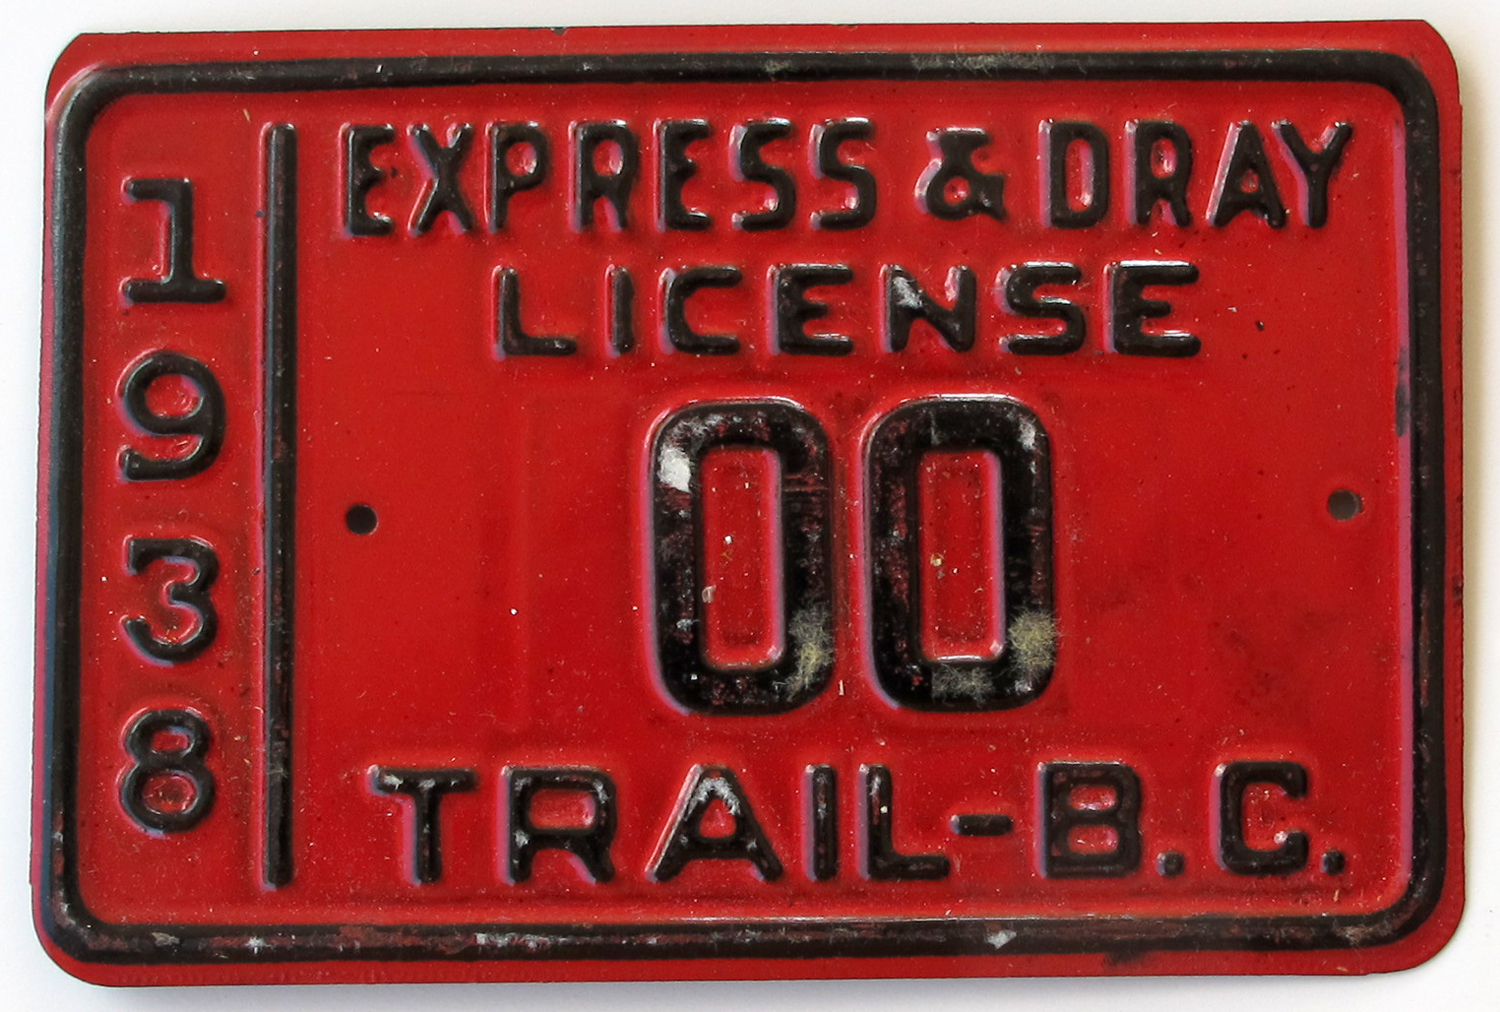 1938
EXPRESS & DRAY
LICENSE
00
TRAIL-B.C.